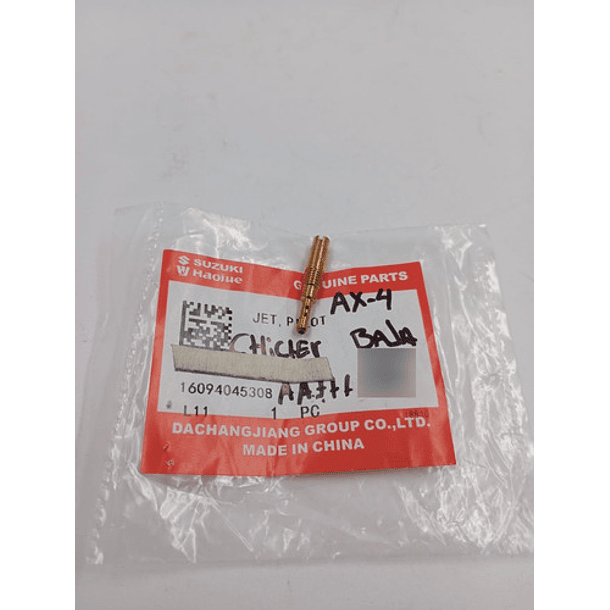 SUZUKI
Haojue
GENUINE PARTS
JET, PILOT
AX-4
CHICLER BAJA
16094045308
L11 1 PC
DACHANGJIANG GROUP CO.,LTD.
MADE IN CHINA